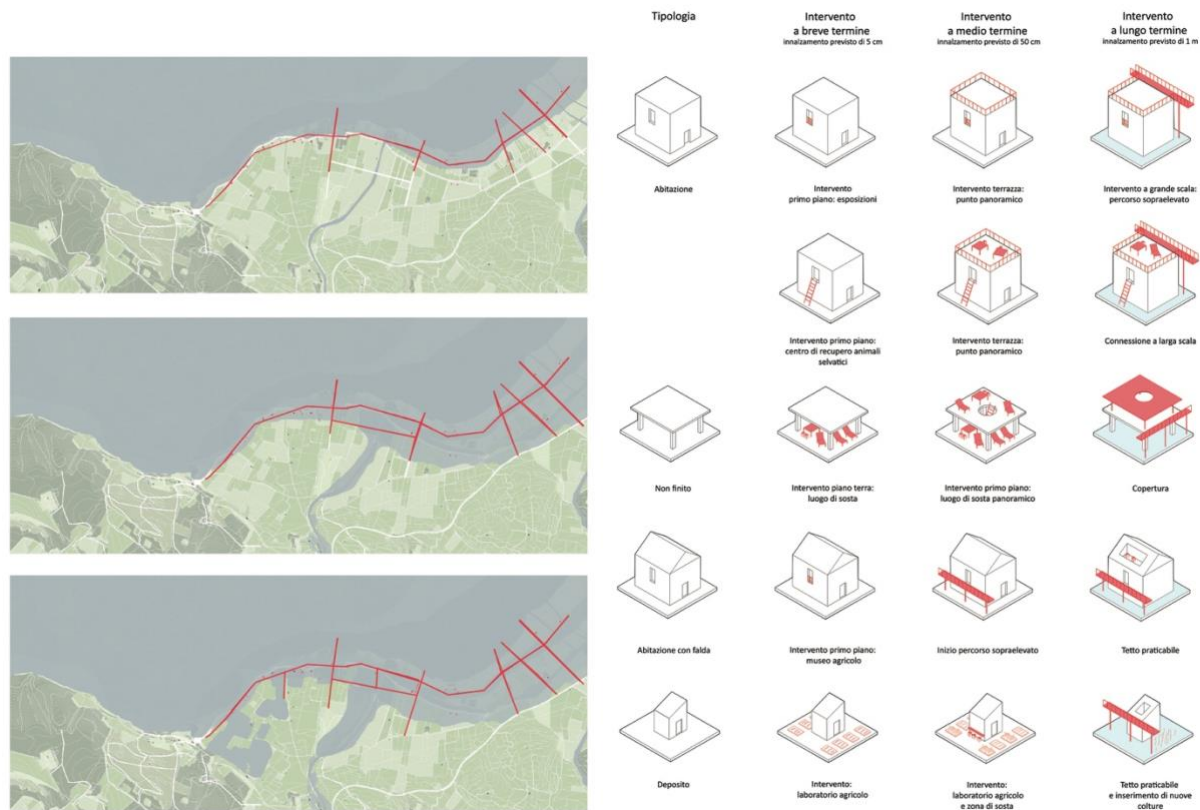 Tipologia
Intervento
a breve termine
innalzamento previsto di 5 cm
Intervento
a medio termine
innalzamento previsto di 50 cm
Intervento
a lungo termine
innalzamento previsto di 1 m
Abitazione
Intervento
primo piano: esposizioni
Intervento terrazza:
punto panoramico
Intervento a grande scala:
percorso sopraelevato
Intervento primo piano:
centro di recupero animali
selvatici
Intervento terrazza:
punto panoramico
Connessione a larga scala
Non finito
Intervento piano terra:
luogo di sosta
Intervento primo piano:
luogo di sosta panoramico
Copertura
Abitazione con falda
Intervento primo piano:
museo agricolo
Inizio percorso sopraelevato
Tetto praticabile
Deposito
Intervento:
laboratorio agricolo
Intervento:
laboratorio agricolo
e zona di sosta
Tetto praticabile
e inserimento di nuove
colture